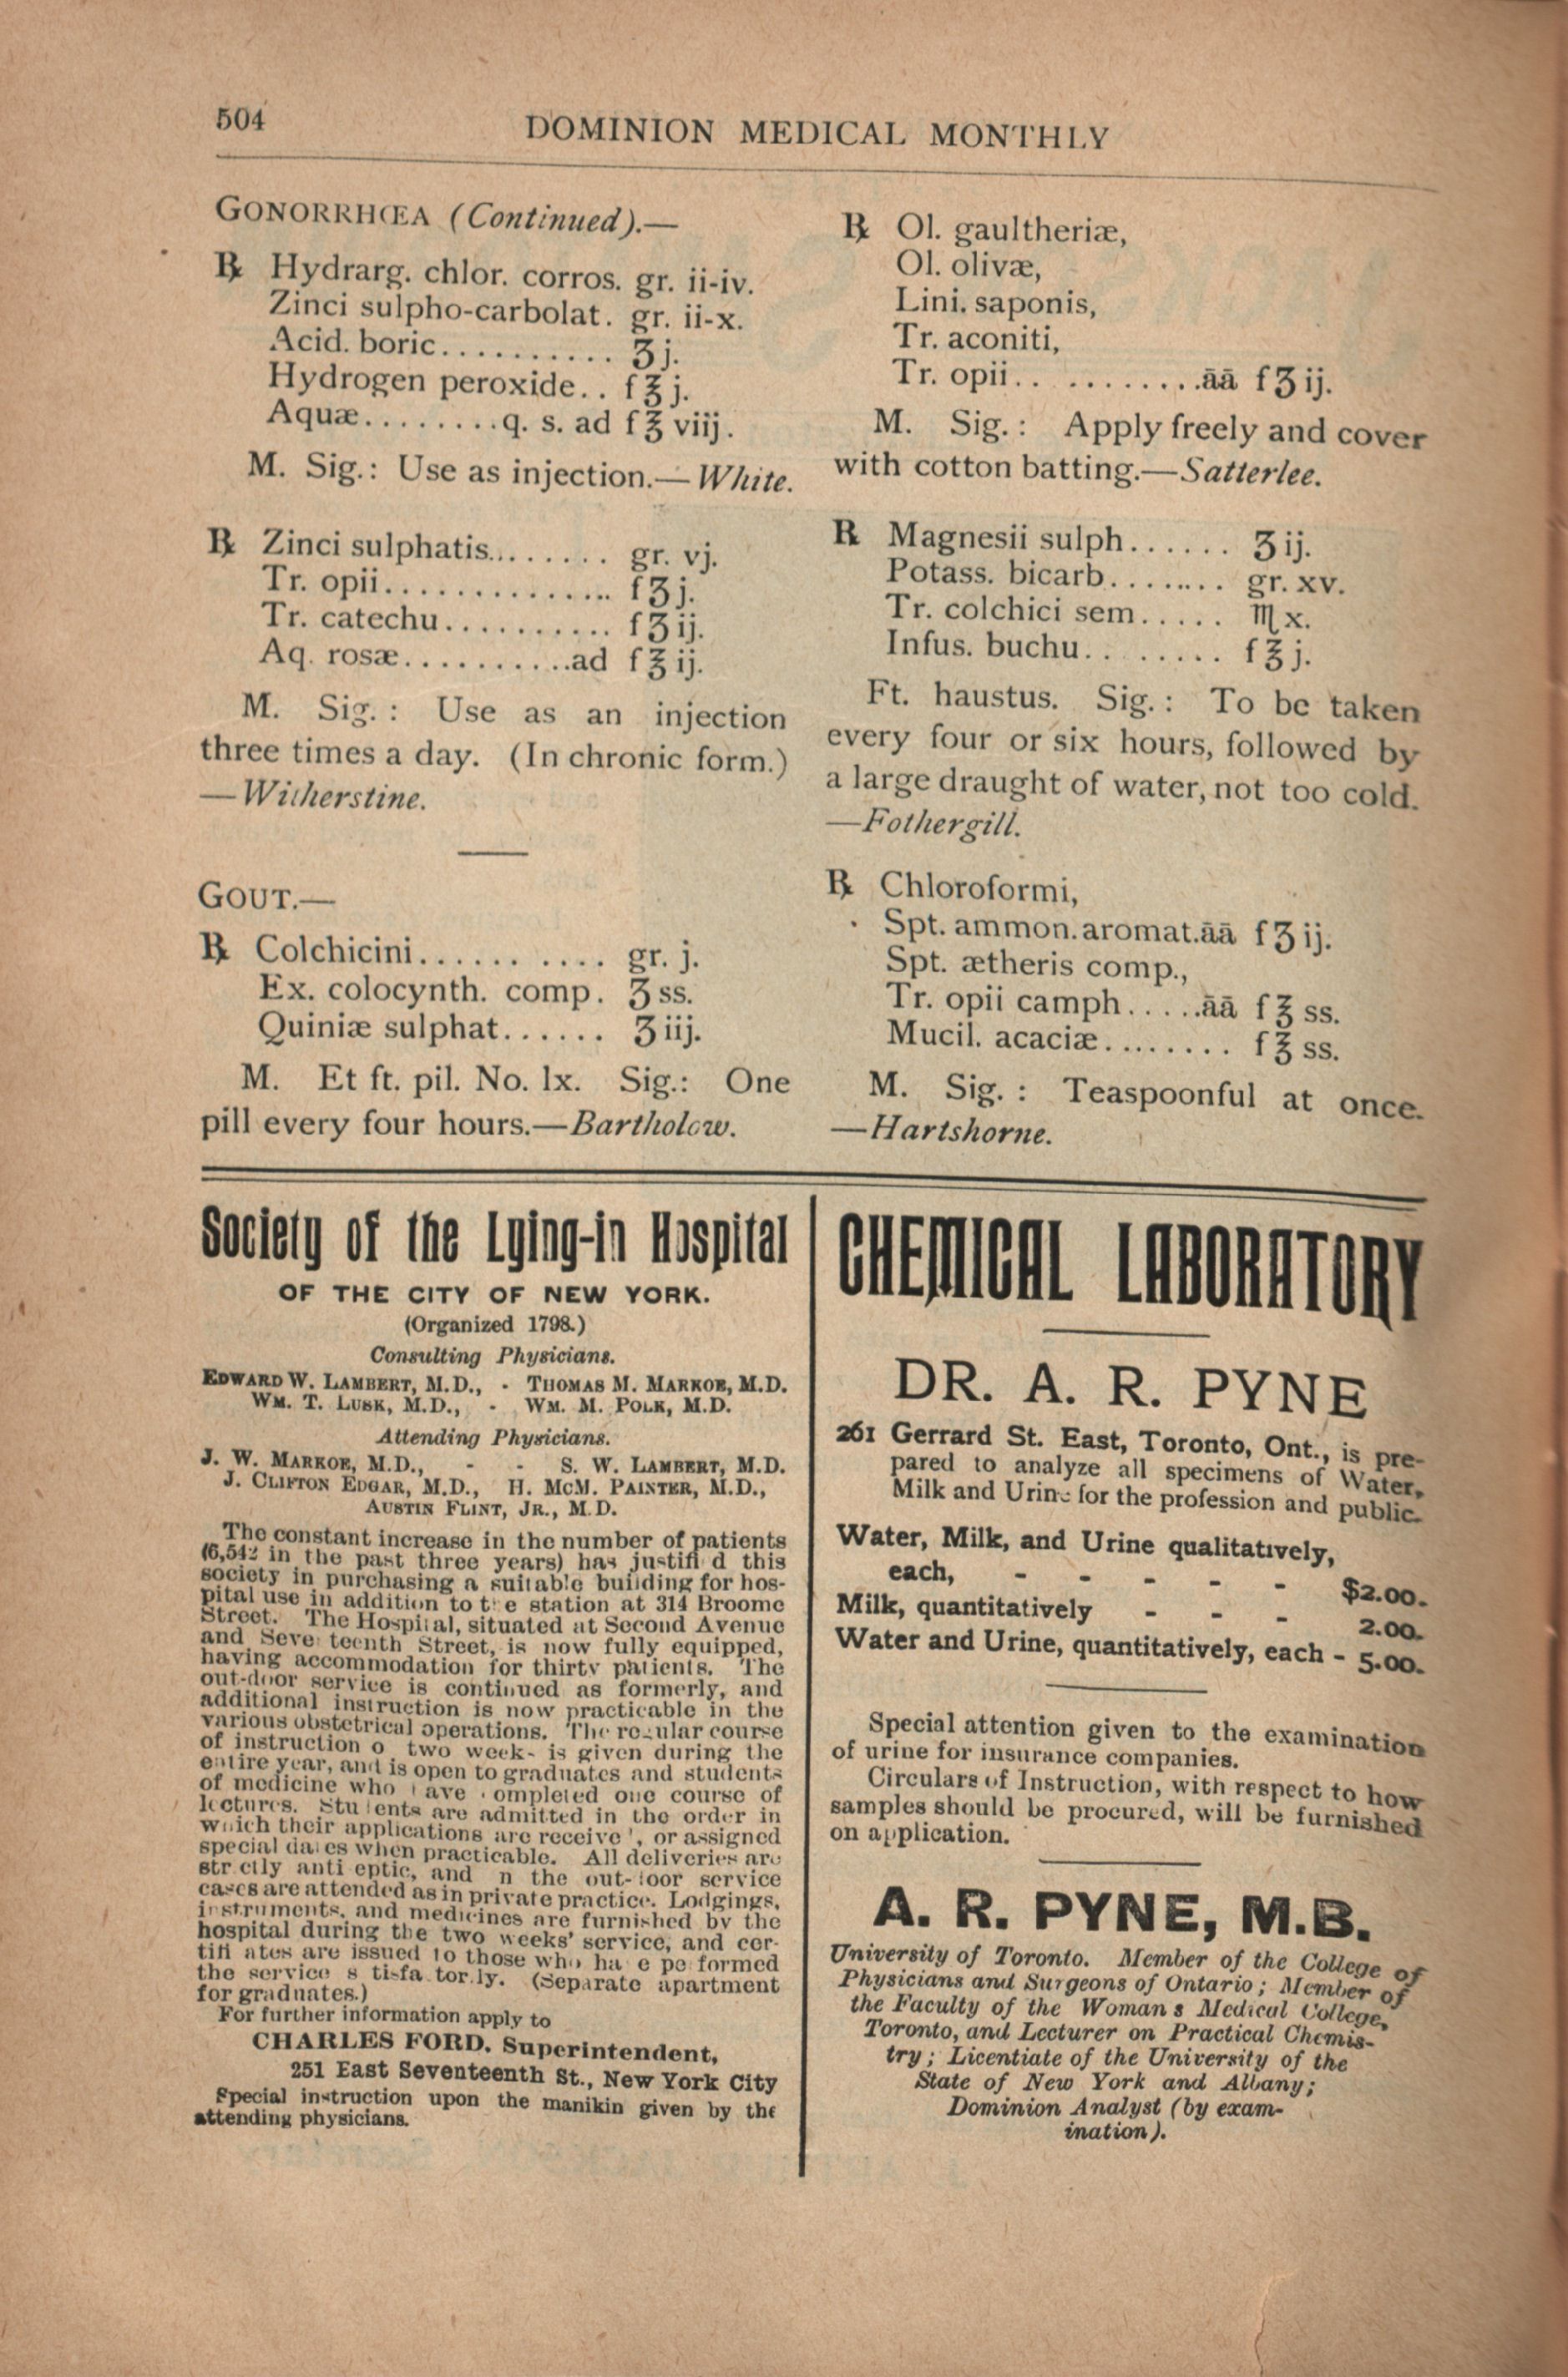 504
DOMINION MEDICAL MONTHLY
GONORRHŒA (Continued).—
℞ Hydrarg. chlor. corros. gr. ii-iv.
Zinci sulpho-carbolat. gr. ii-x.
Acid. boric........... ʒ j.
Hydrogen peroxide.. f ℥ j.
Aquæ.........q. s. ad f ℥ viij.
M. Sig.: Use as injection.—White.
℞ Zinci sulphatis......... gr. vj.
Tr. opii............... f ʒ j.
Tr. catechu........... f ʒ ij.
Aq. rosæ...........ad f ℥ ij.
M. Sig.: Use as an injection
three times a day. (In chronic form.)
—Witherstine.
GOUT.—
℞ Colchicini.......... gr. j.
Ex. colocynth. comp. ʒ ss.
Quiniæ sulphat...... ʒ iij.
M. Et ft. pil. No. lx. Sig.: One
pill every four hours.—Bartholow.
℞ Ol. gaultheriæ,
Ol. olivæ,
Lini. saponis,
Tr. aconiti,
Tr. opii.. .........āā f ʒ ij.
M. Sig.: Apply freely and cover
with cotton batting.—Satterlee.
R Magnesii sulph...... ʒ ij.
Potass. bicarb........ gr. xv.
Tr. colchici sem..... ♏ x.
Infus. buchu........ f ℥ j.
Ft. haustus. Sig.: To be taken
every four or six hours, followed by
a large draught of water, not too cold.
—Fothergill.
℞ Chloroformi,
Spt. ammon. aromat. āā f ʒ ij.
Spt. ætheris comp.,
Tr. opii camph.....āā f ℥ ss.
Mucil. acaciæ......... f ℥ ss.
M. Sig.: Teaspoonful at once.
—Hartshorne.
Society of the Lying-in Hospital
OF THE CITY OF NEW YORK.
(Organized 1798.)
Consulting Physicians.
EDWARD W. LAMBERT, M.D., - THOMAS M. MARKOE, M.D.
WM. T. LUSK, M.D., - WM. M. POLK, M.D.
Attending Physicians.
J. W. MARKOE, M.D., - - S. W. LAMBERT, M.D.
J. CLIFTON EDGAR, M.D., H. McM. PAINTER, M.D.,
AUSTIN FLINT, JR., M.D.
The constant increase in the number of patients
(6,542 in the past three years) has justifi d this
society in purchasing a suitable building for hos-
pital use in addition to t e station at 314 Broome
Street. The Hospital, situated at Second Avenue
and Seve teenth Street, is now fully equipped,
having accommodation for thirty patients. The
out-door service is continued as formerly, and
additional instruction is now practicable in the
various obstetrical operations. The regular course
of instruction o two week- is given during the
entire year, and is open to graduates and students
of medicine who have completed one course of
lectures. Students are admitted in the order in
which their applications are receive', or assigned
special dates when practicable. All deliveries are
str ctly anti eptic, and n the out-door service
cases are attended as in private practice. Lodgings,
instruments, and medicines are furnished by the
hospital during the two weeks' service, and cer-
tifi ates are issued to those who ha e pe formed
the service s tisfa tor.ly. (Separate apartment
for graduates.)
For further information apply to
CHARLES FORD. Superintendent,
251 East Seventeenth St., New York City
Special instruction upon the manikin given by the
attending physicians.
CHEMICAL LABORATORY
DR. A. R. PYNE
261 Gerrard St. East, Toronto, Ont., is pre-
pared to analyze all specimens of Water,
Milk and Urine for the profession and public.
Water, Milk, and Urine qualitatively,
each, - - - - - $2.00.
Milk, quantitatively - - - 2.00.
Water and Urine, quantitatively, each - 5.00.
Special attention given to the examination
of urine for insurance companies.
Circulars of Instruction, with respect to how
samples should be procured, will be furnished
on application.
A. R. PYNE, M.B.
University of Toronto. Member of the College of
Physicians and Surgeons of Ontario; Member of
the Faculty of the Womans Medical College,
Toronto, and Lecturer on Practical Chemis-
try; Licentiate of the University of the
State of New York and Albany;
Dominion Analyst (by exam-
ination).